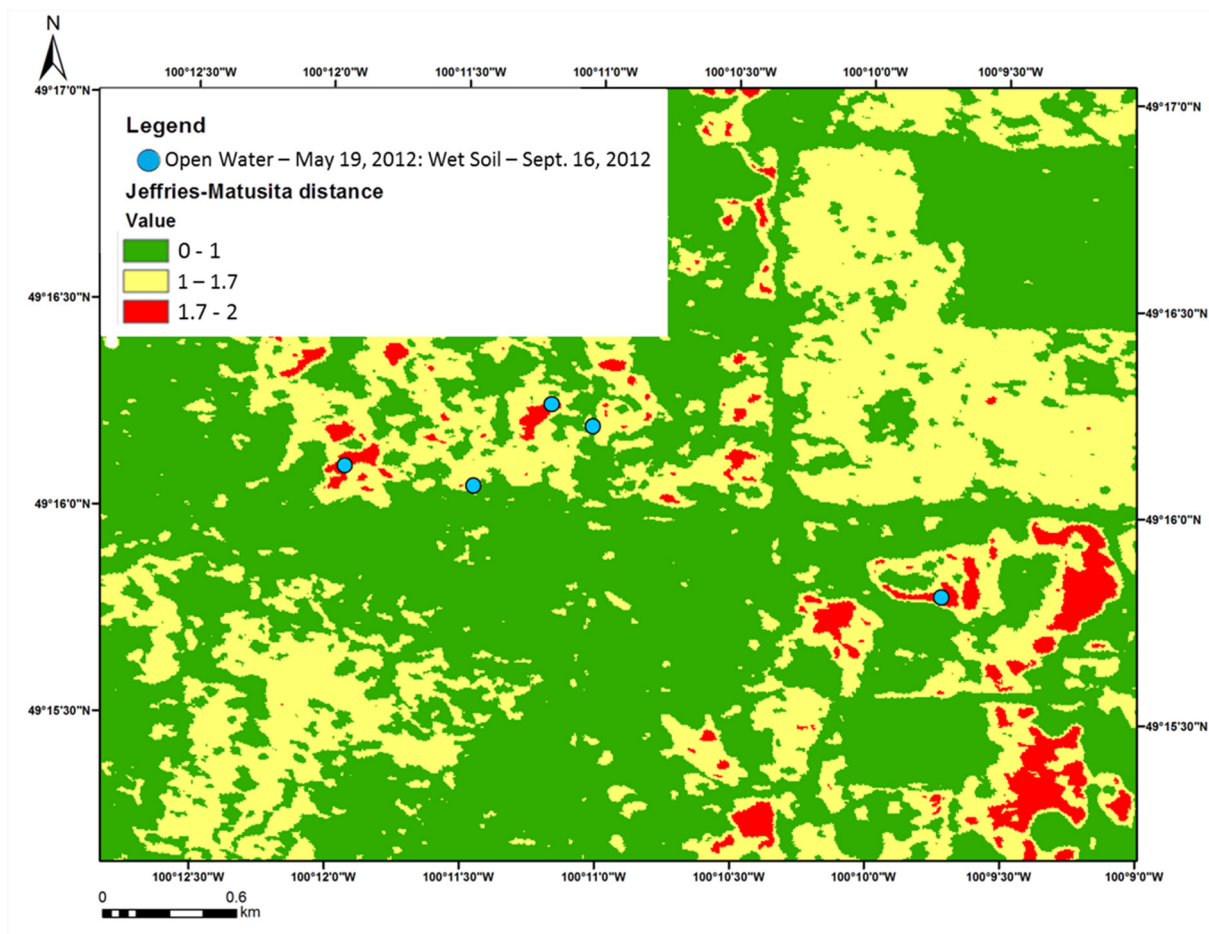 N
100°12'30"W 100°12'0"W 100°11'30"W 100°11'0"W 100°10'30"W 100°10'0"W 100°9'30"W
49°17'0"N
49°17'0"N
Legend
Open Water – May 19, 2012: Wet Soil – Sept. 16, 2012
Jeffries-Matusita distance
Value
0 - 1
1 – 1.7
1.7 - 2
49°16'30"N
49°16'30"N
49°16'0"N
49°16'0"N
49°15'30"N
49°15'30"N
100°12'30"W 100°12'0"W 100°11'30"W 100°11'0"W 100°10'30"W 100°10'0"W 100°9'30"W 100°9'0"W
0 0.6
km